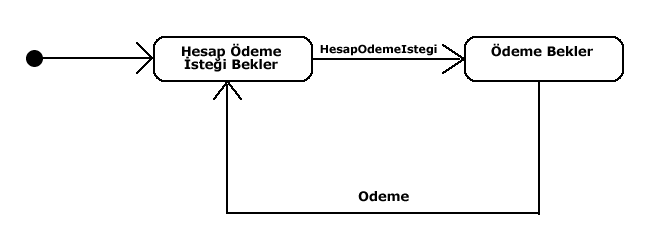 Hesap Ödeme
İsteği Bekler
HesapOdemeIstegi
Ödeme Bekler
Odeme